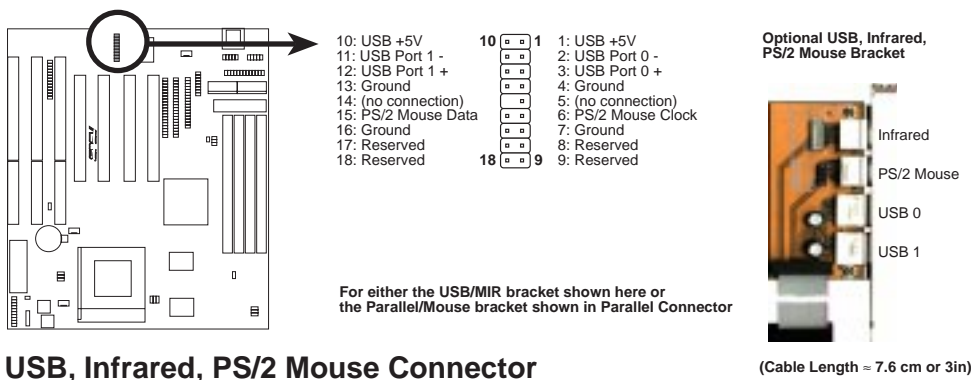 10: USB +5V
11: USB Port 1 -
12: USB Port 1 +
13: Ground
14: (no connection)
15: PS/2 Mouse Data
16: Ground
17: Reserved
18: Reserved
10 1
18 9
1: USB +5V
2: USB Port 0 -
3: USB Port 0 +
4: Ground
5: (no connection)
6: PS/2 Mouse Clock
7: Ground
8: Reserved
9: Reserved
For either the USB/MIR bracket shown here or
the Parallel/Mouse bracket shown in Parallel Connector
Optional USB, Infrared,
PS/2 Mouse Bracket
Infrared
PS/2 Mouse
USB 0
USB 1
(Cable Length ≈ 7.6 cm or 3in)
USB, Infrared, PS/2 Mouse Connector